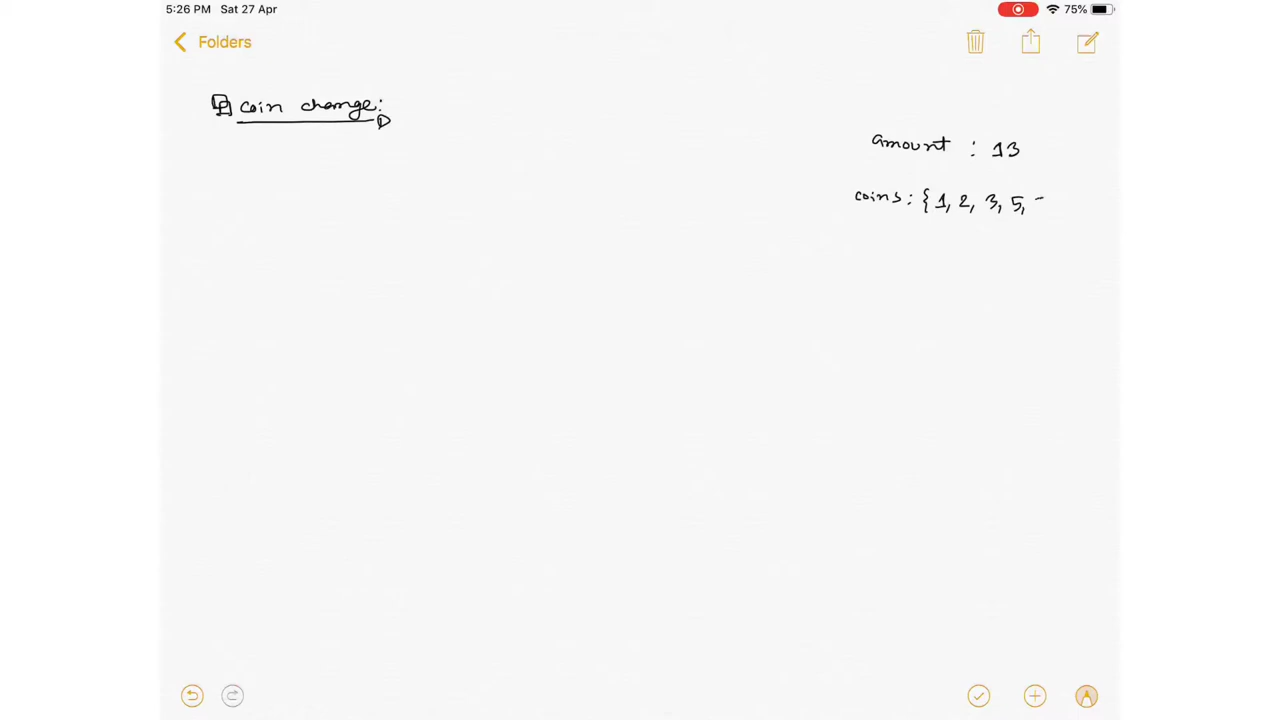 5:26 PM Sat 27 Apr 75%
Folders
coin change:
amount : 13
coins: {1, 2, 3, 5,